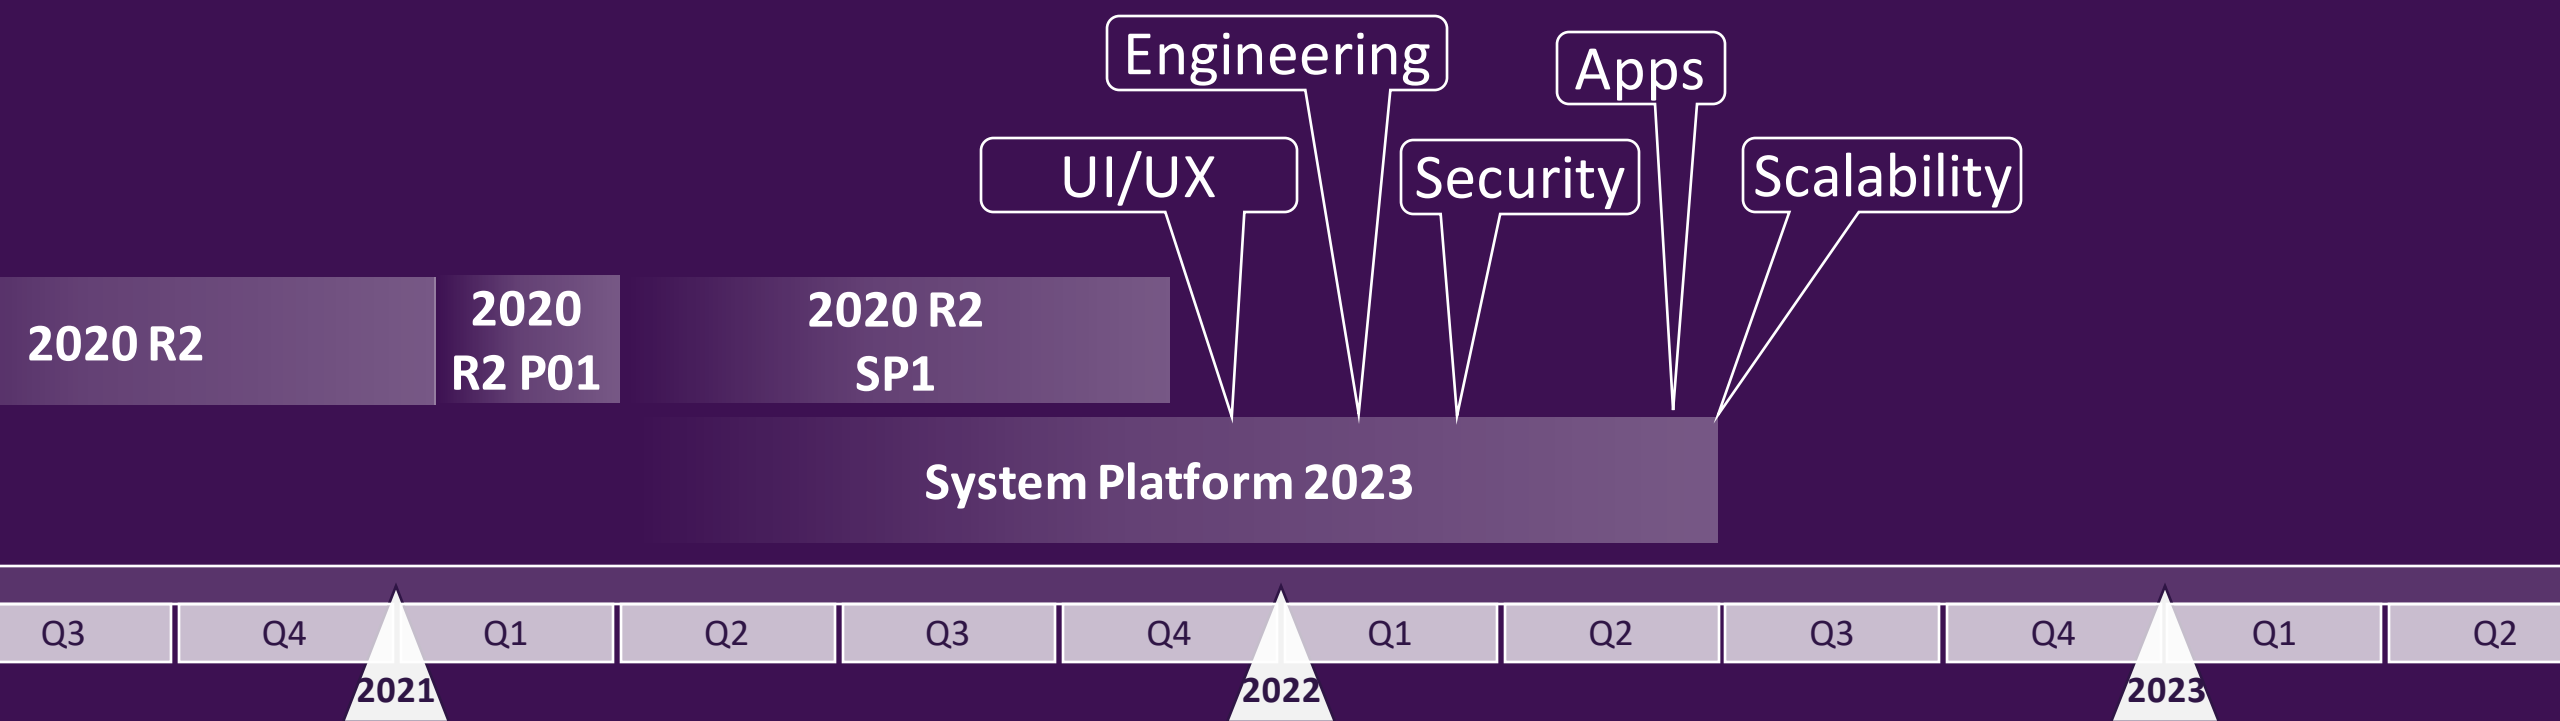 Engineering
Apps
UI/UX
Security
Scalability
2020 R2
2020
R2 P01
2020 R2
SP1
System Platform 2023
Q3
Q4
Q1
Q2
Q3
Q4
Q1
Q2
Q3
Q4
Q1
Q2
2021
2022
2023